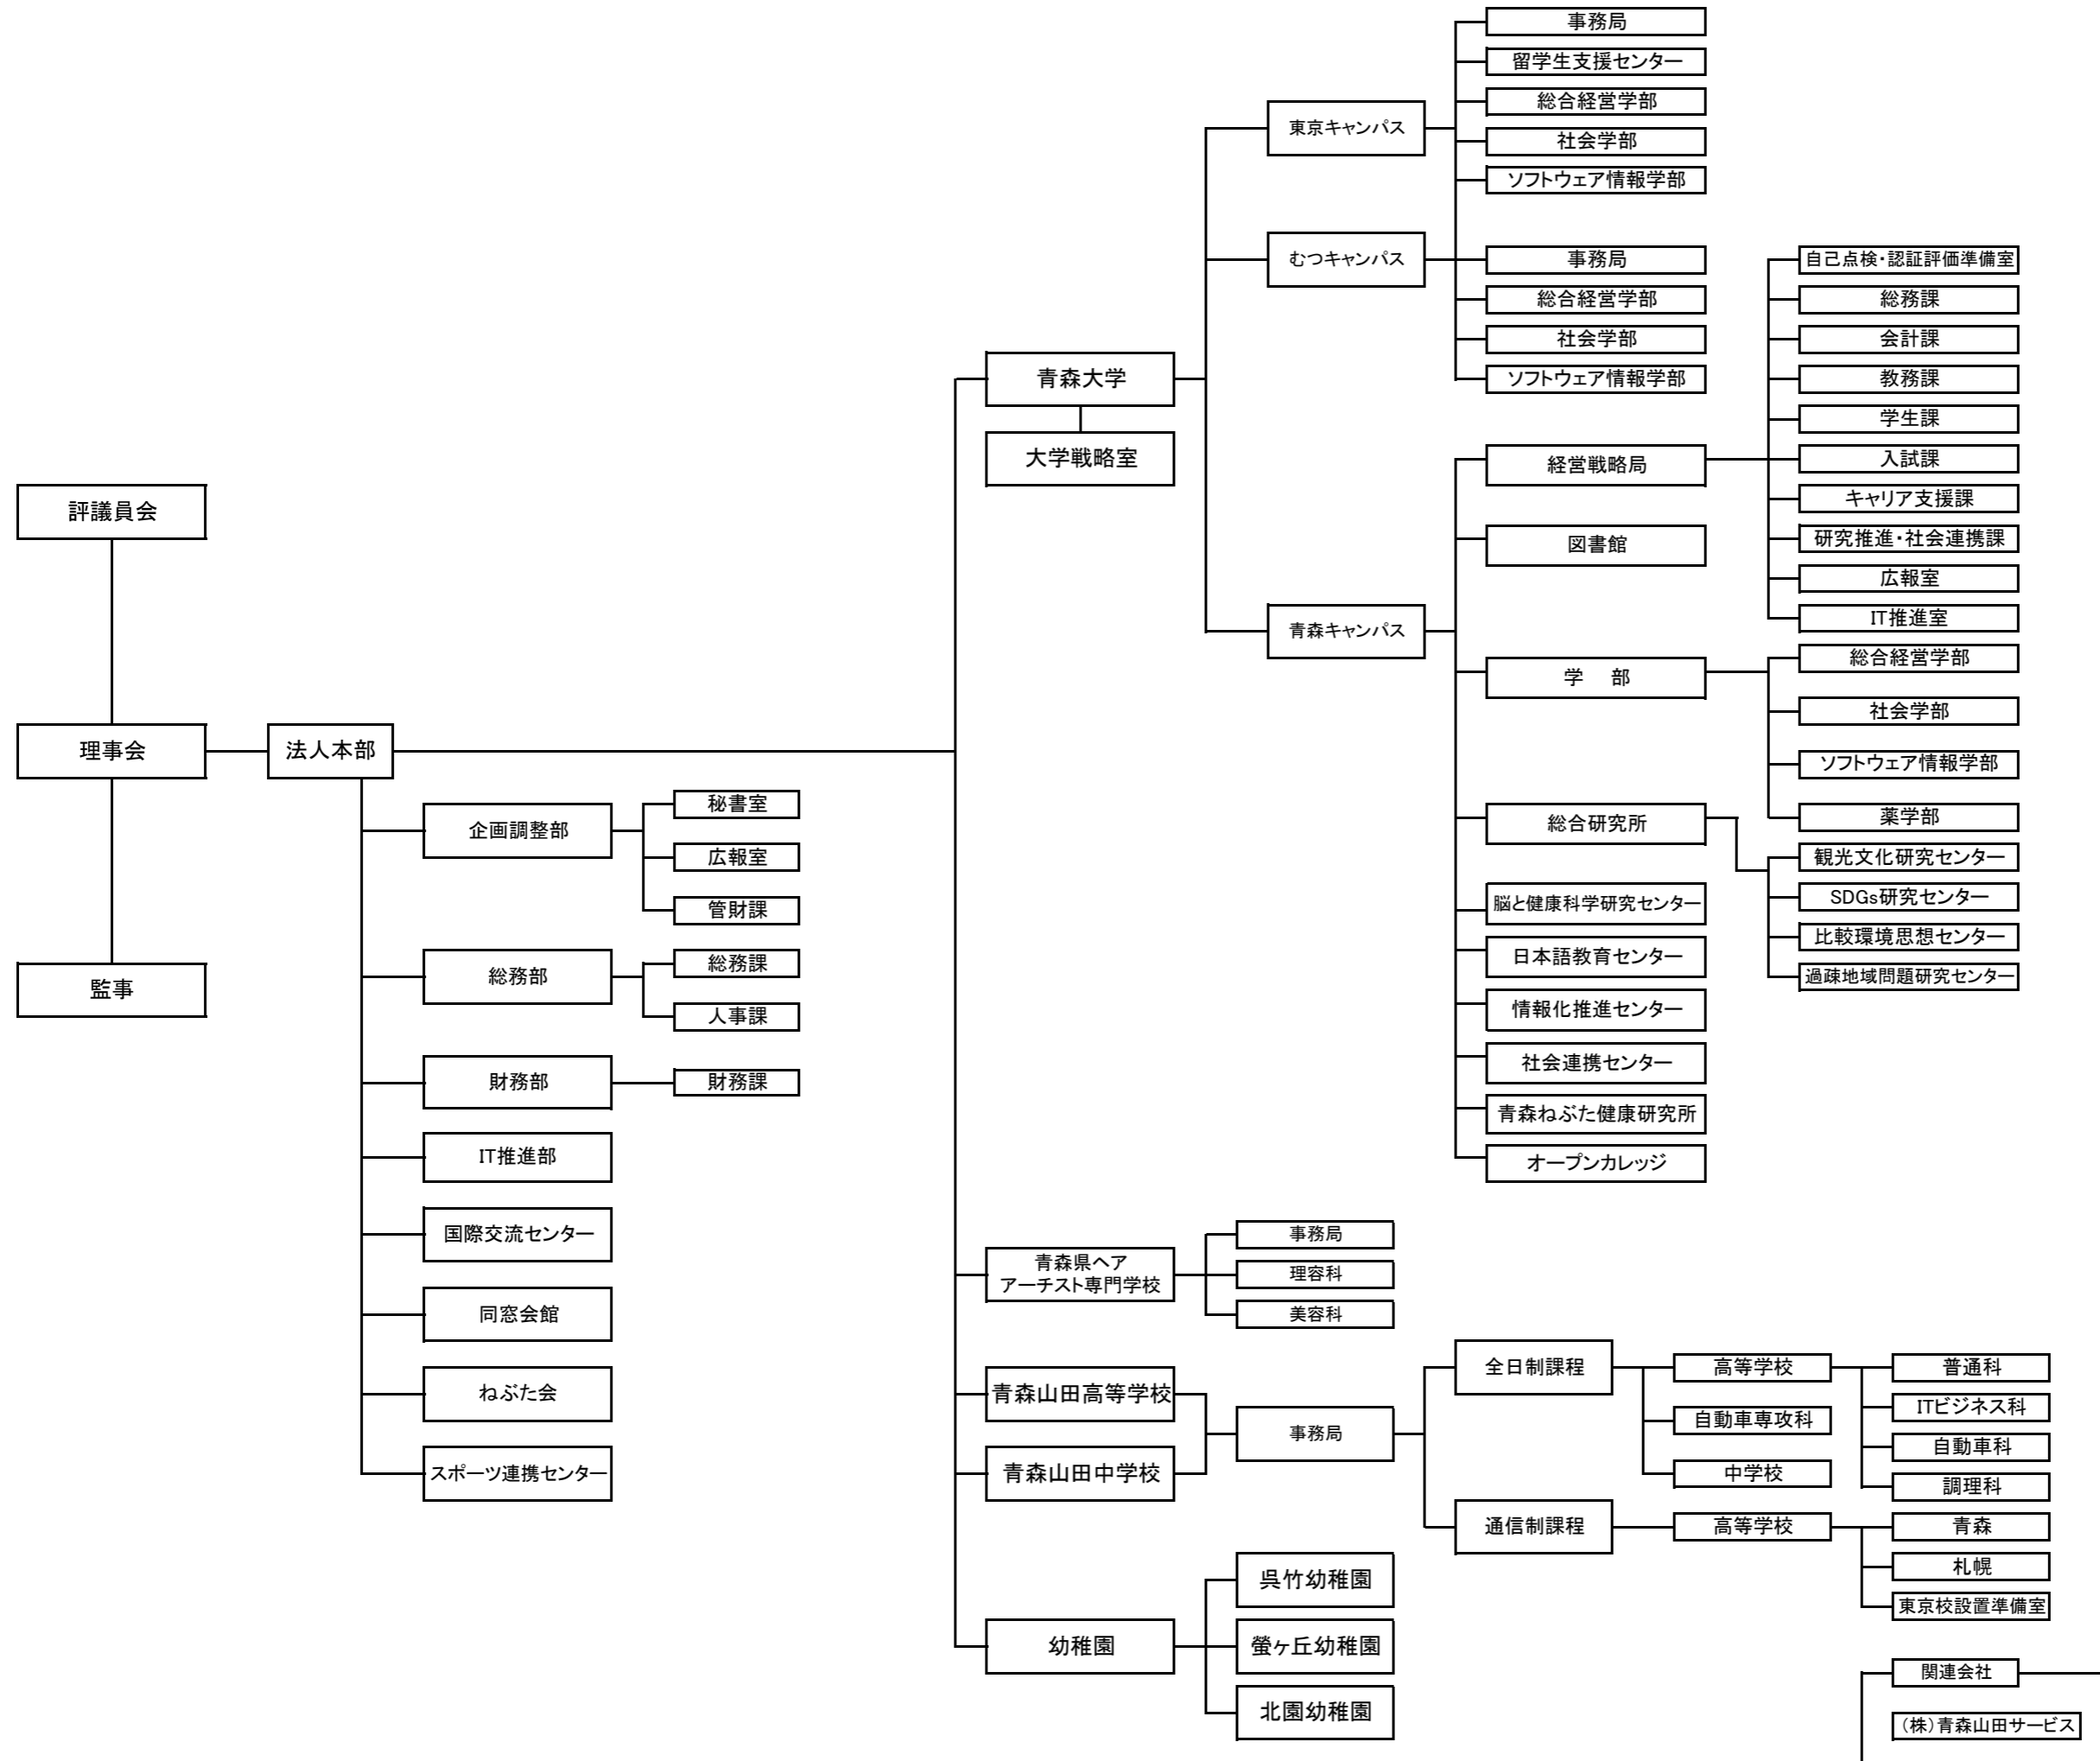 評議員会
理事会
監事
法人本部
企画調整部
秘書室
広報室
管財課
総務部
総務課
人事課
財務部
財務課
IT推進部
国際交流センター
同窓会館
ねぶた会
スポーツ連携センター
青森大学
大学戦略室
東京キャンパス
事務局
留学生支援センター
総合経営学部
社会学部
ソフトウェア情報学部
むつキャンパス
事務局
総合経営学部
社会学部
ソフトウェア情報学部
青森キャンパス
経営戦略局
自己点検・認証評価準備室
総務課
会計課
教務課
学生課
入試課
キャリア支援課
研究推進・社会連携課
広報室
IT推進室
図書館
学　部
総合経営学部
社会学部
ソフトウェア情報学部
薬学部
総合研究所
観光文化研究センター
SDGs研究センター
比較環境思想センター
過疎地域問題研究センター
脳と健康科学研究センター
日本語教育センター
情報化推進センター
社会連携センター
青森ねぶた健康研究所
オープンカレッジ
青森県ヘア
アーチスト専門学校
事務局
理容科
美容科
青森山田高等学校
青森山田中学校
事務局
全日制課程
高等学校
普通科
ITビジネス科
自動車科
調理科
自動車専攻科
中学校
通信制課程
高等学校
青森
札幌
東京校設置準備室
幼稚園
呉竹幼稚園
螢ヶ丘幼稚園
北園幼稚園
関連会社
（株）青森山田サービス